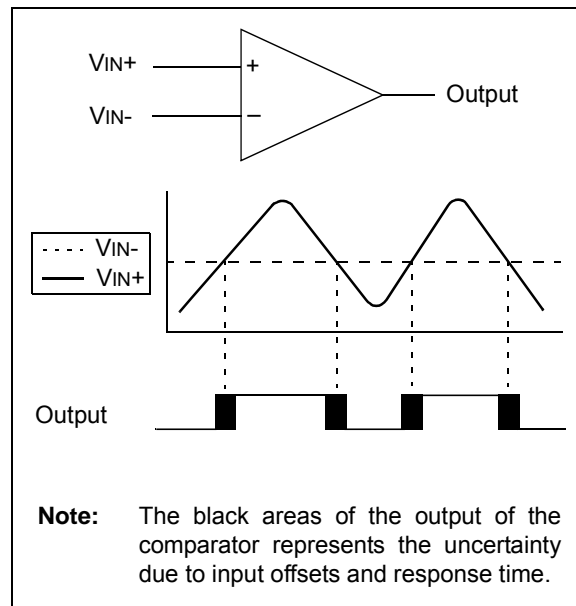 VIN+
+
Output
VIN-
–
VIN-
VIN+
Output
Note: The black areas of the output of the
comparator represents the uncertainty
due to input offsets and response time.